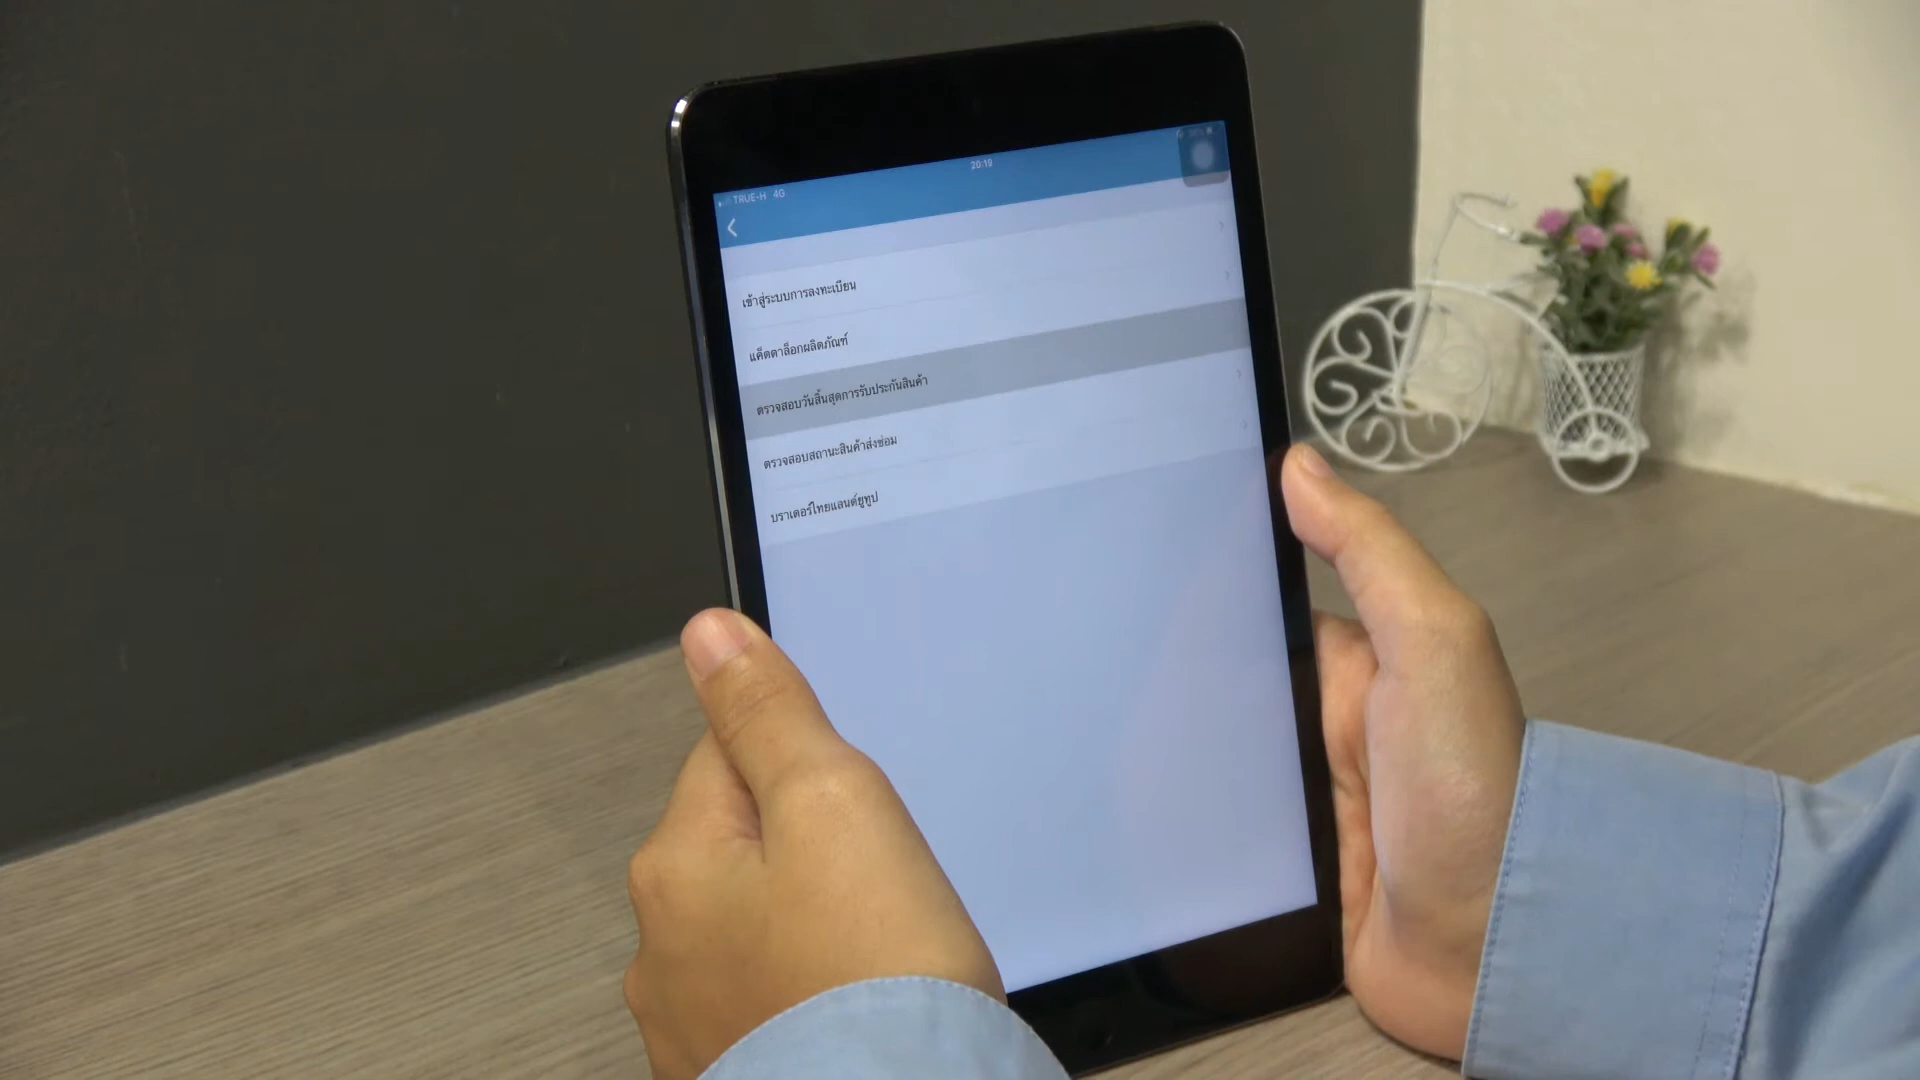 TRUE-H 4G 20:19
เข้าสู่ระบบการลงทะเบียน
แค็ตตาล็อกผลิตภัณฑ์
ตรวจสอบวันสิ้นสุดการรับประกันสินค้า
ตรวจสอบสถานะสินค้าส่งซ่อม
บราเดอร์ไทยแลนด์ยูทูป